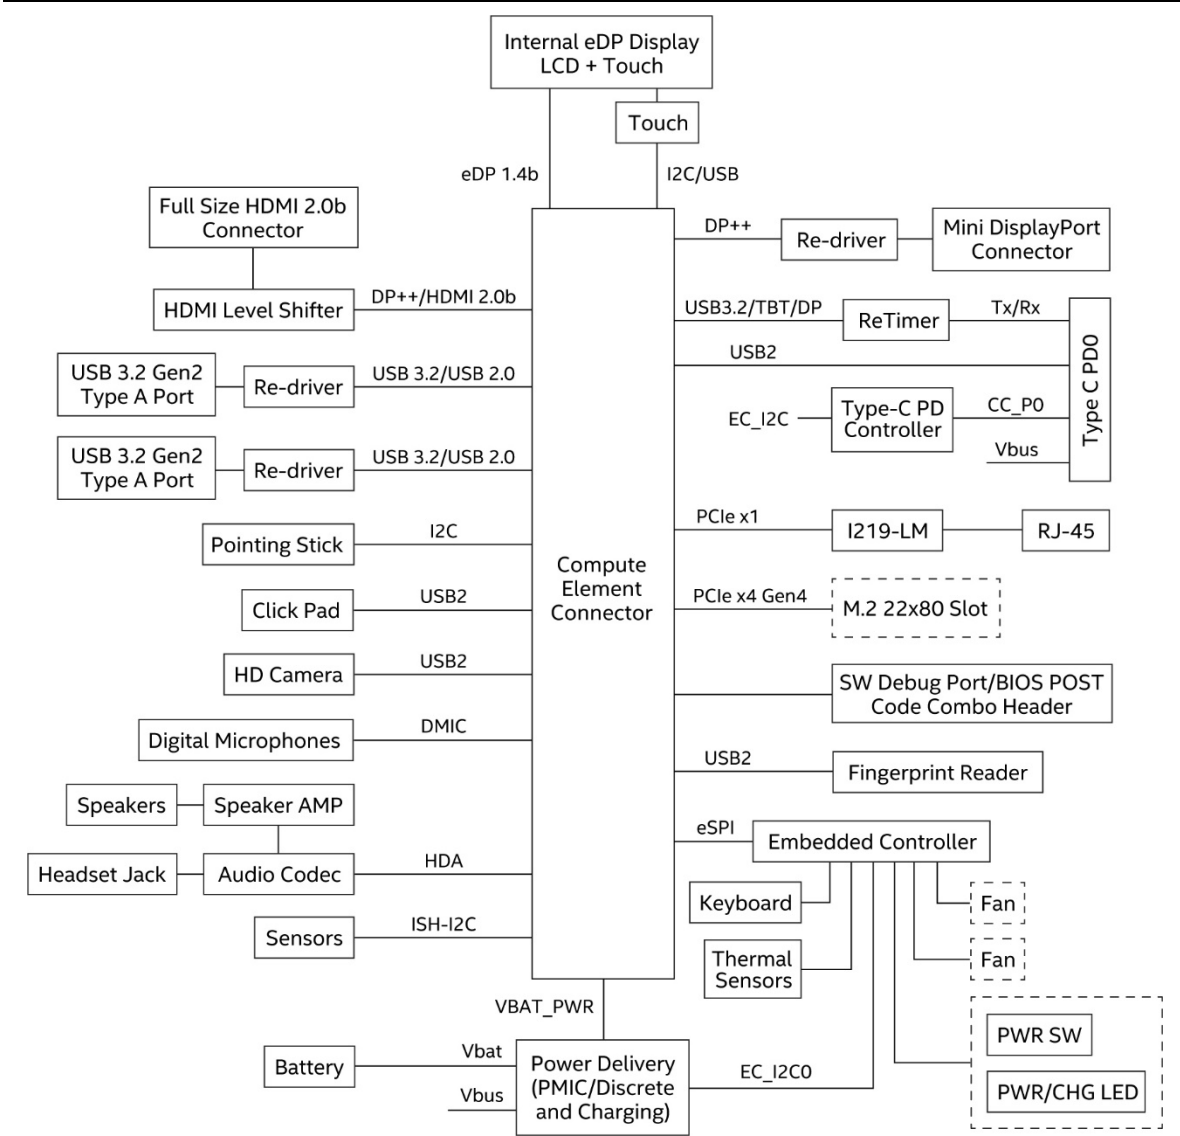 Internal eDP Display
LCD + Touch
Touch
eDP 1.4b
I2C/USB
Full Size HDMI 2.0b
Connector
HDMI Level Shifter
DP++/HDMI 2.0b
USB 3.2 Gen2
Type A Port
Re-driver
USB 3.2/USB 2.0
USB 3.2 Gen2
Type A Port
Re-driver
USB 3.2/USB 2.0
Pointing Stick
I2C
Click Pad
USB2
HD Camera
USB2
Digital Microphones
DMIC
Speakers
Speaker AMP
Headset Jack
Audio Codec
HDA
Sensors
ISH-I2C
Compute
Element
Connector
DP++
Re-driver
Mini DisplayPort
Connector
USB3.2/TBT/DP
ReTimer
Tx/Rx
USB2
EC_I2C
Type-C PD
Controller
CC_P0
Vbus
Type C PD0
PCIe x1
I219-LM
RJ-45
PCIe x4 Gen4
M.2 22x80 Slot
SW Debug Port/BIOS POST
Code Combo Header
USB2
Fingerprint Reader
eSPI
Embedded Controller
Keyboard
Fan
Thermal
Sensors
Fan
PWR SW
PWR/CHG LED
VBAT_PWR
Battery
Vbat
Vbus
Power Delivery
(PMIC/Discrete
and Charging)
EC_I2C0